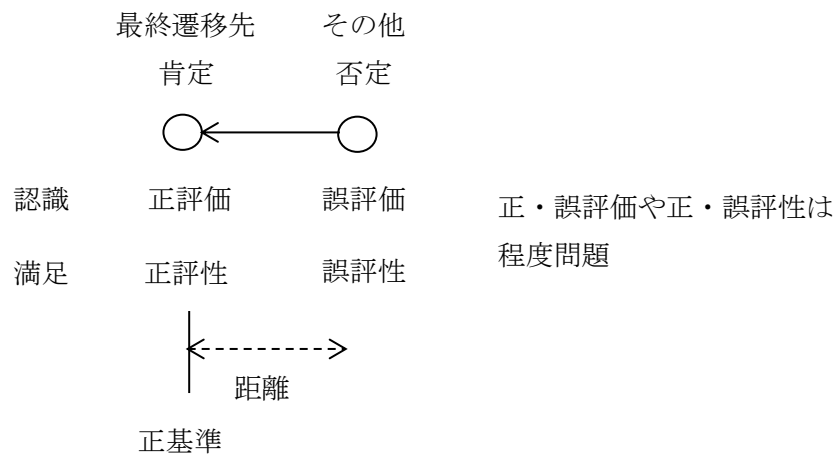 最終遷移先 その他
肯定 否定
認識 正評価 誤評価
満足 正評性 誤評性
正・誤評価や正・誤評性は
程度問題
距離
正基準